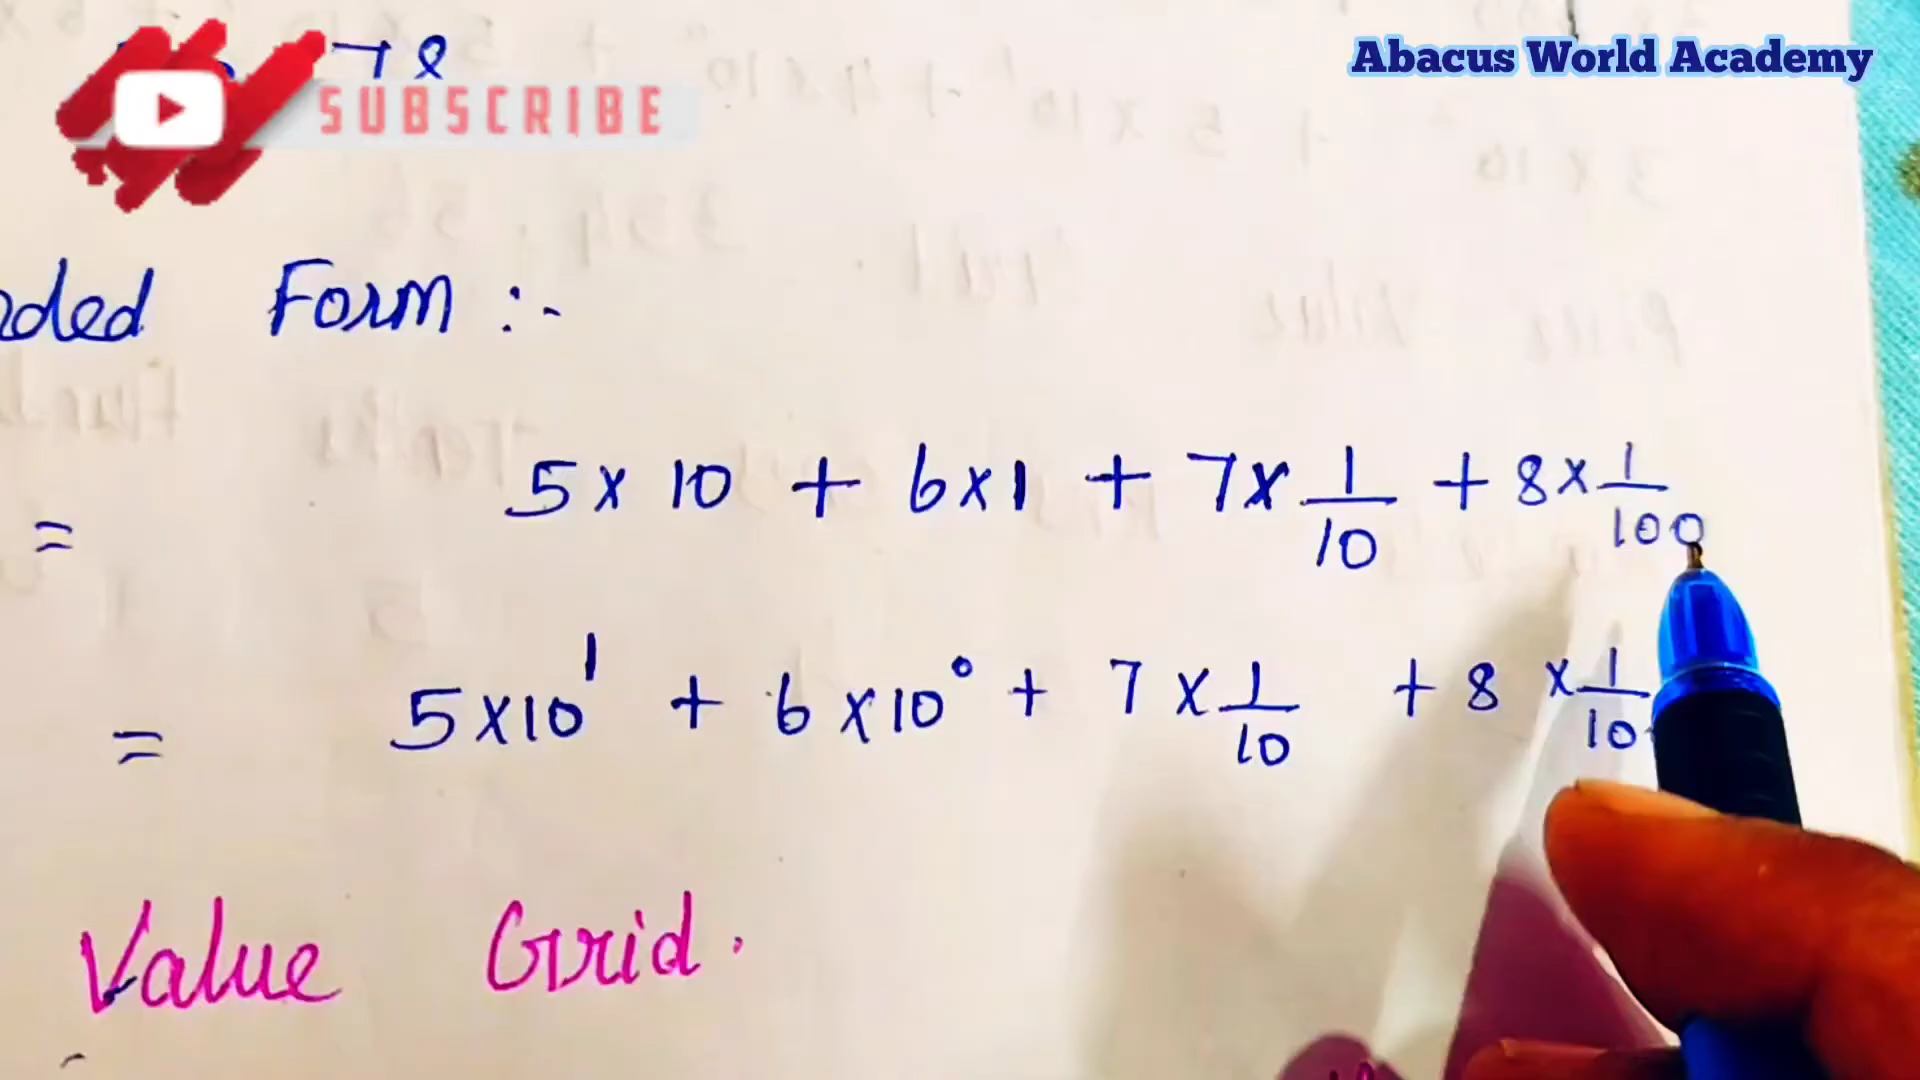 Abacus World Academy
78
SUBSCRIBE
Form :-
= 5 × 10 + 6 × 1 + 7 × 1/10 + 8 × 1/100
= 5 × 10¹ + 6 × 10⁰ + 7 × 1/10 + 8 × 1/10
Value Grid.